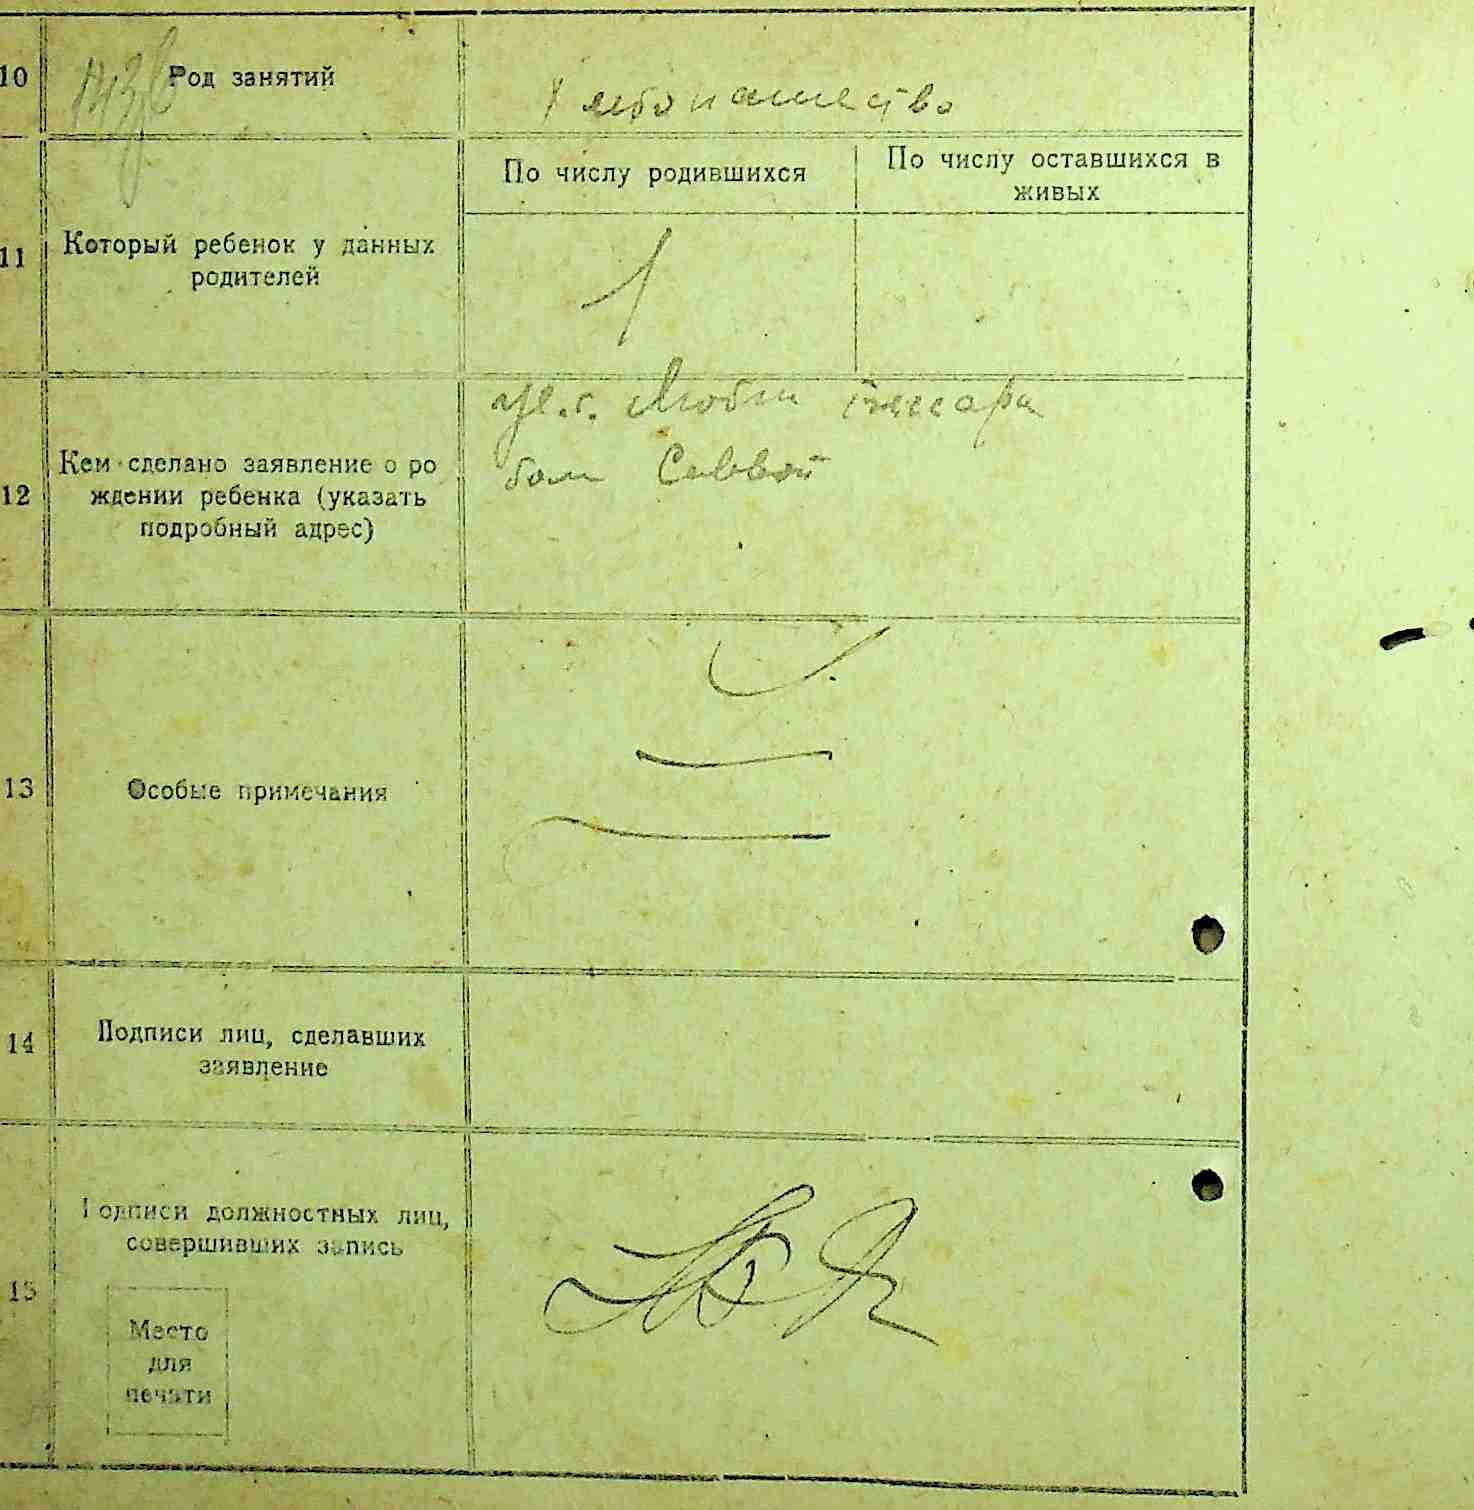 10 Род занятий
Хлебопашество
11 Который ребенок у данных
родителей
По числу родившихся
По числу оставшихся в
живых
1
12 Кем сделано заявление о ро
ждении ребенка (указать
подробный адрес)
13 Особые примечания
14 Подписи лиц, сделавших
заявление
15 Подписи должностных лиц,
совершивших запись
Место
для
печати